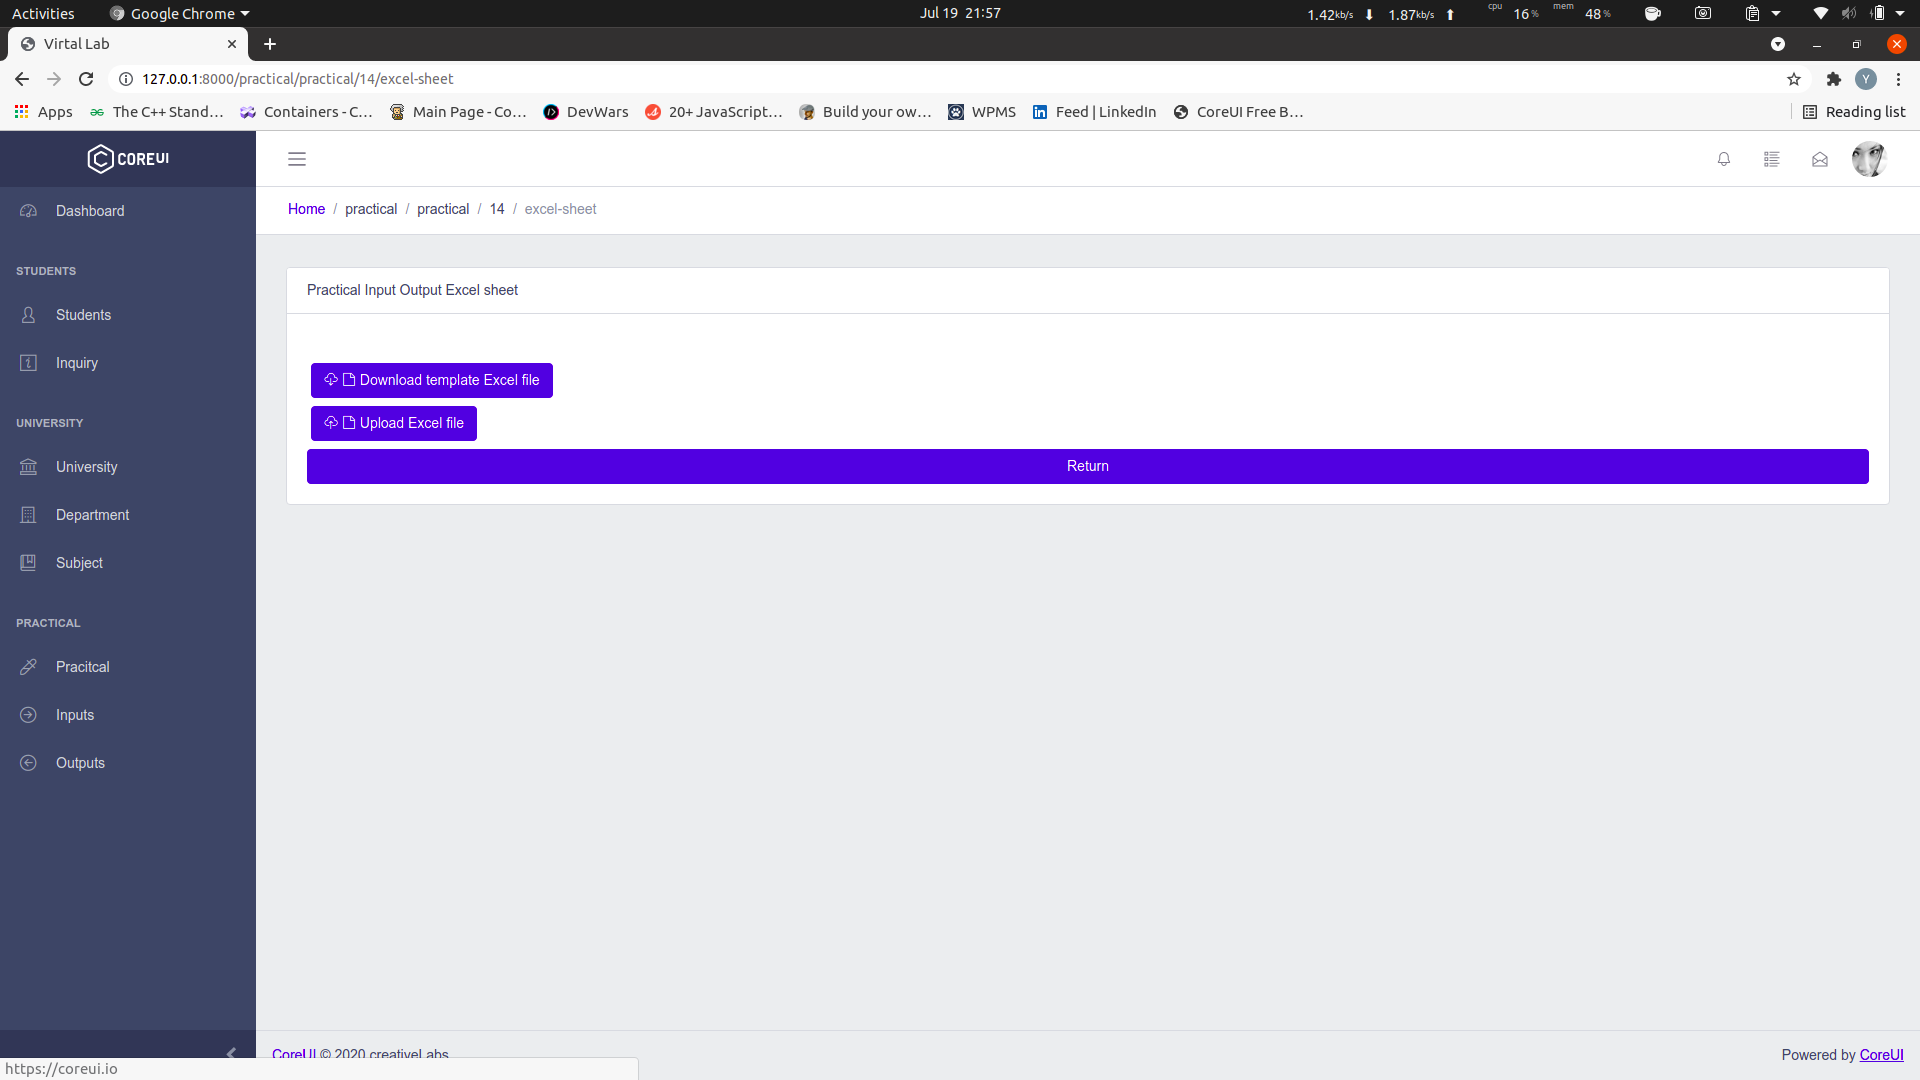 Activities Google Chrome Jul 19 21:57 1.42kb/s 1.87kb/s cpu 16% mem 48%
Virtal Lab
127.0.0.1:8000/practical/practical/14/excel-sheet Y
Apps The C++ Stand… Containers - C… Main Page - Co… DevWars 20+ JavaScript… Build your ow… WPMS Feed | LinkedIn CoreUI Free B… Reading list
COREUI
Home / practical / practical / 14 / excel-sheet
Dashboard
STUDENTS
Students
Inquiry
UNIVERSITY
University
Department
Subject
PRACTICAL
Pracitcal
Inputs
Outputs
Practical Input Output Excel sheet
Download template Excel file
Upload Excel file
Return
CoreUI © 2020 creativeLabs.
Powered by CoreUI
https://coreui.io